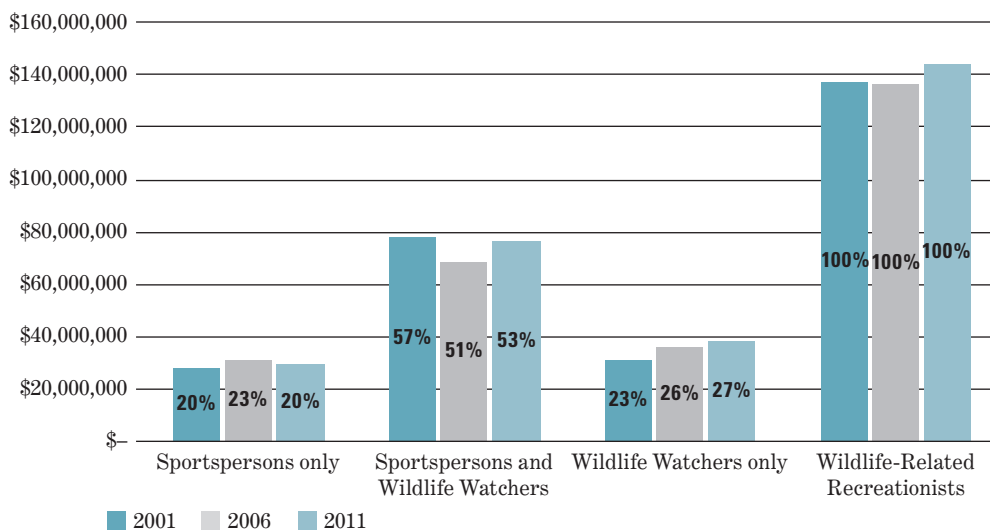 $160,000,000
$140,000,000
$120,000,000
$100,000,000
$80,000,000
$60,000,000
$40,000,000
$20,000,000
$–
20% 23% 20%
57% 51% 53%
23% 26% 27%
100% 100% 100%
Sportspersons only
Sportspersons and
Wildlife Watchers
Wildlife Watchers only
Wildlife-Related
Recreationists
2001 2006 2011